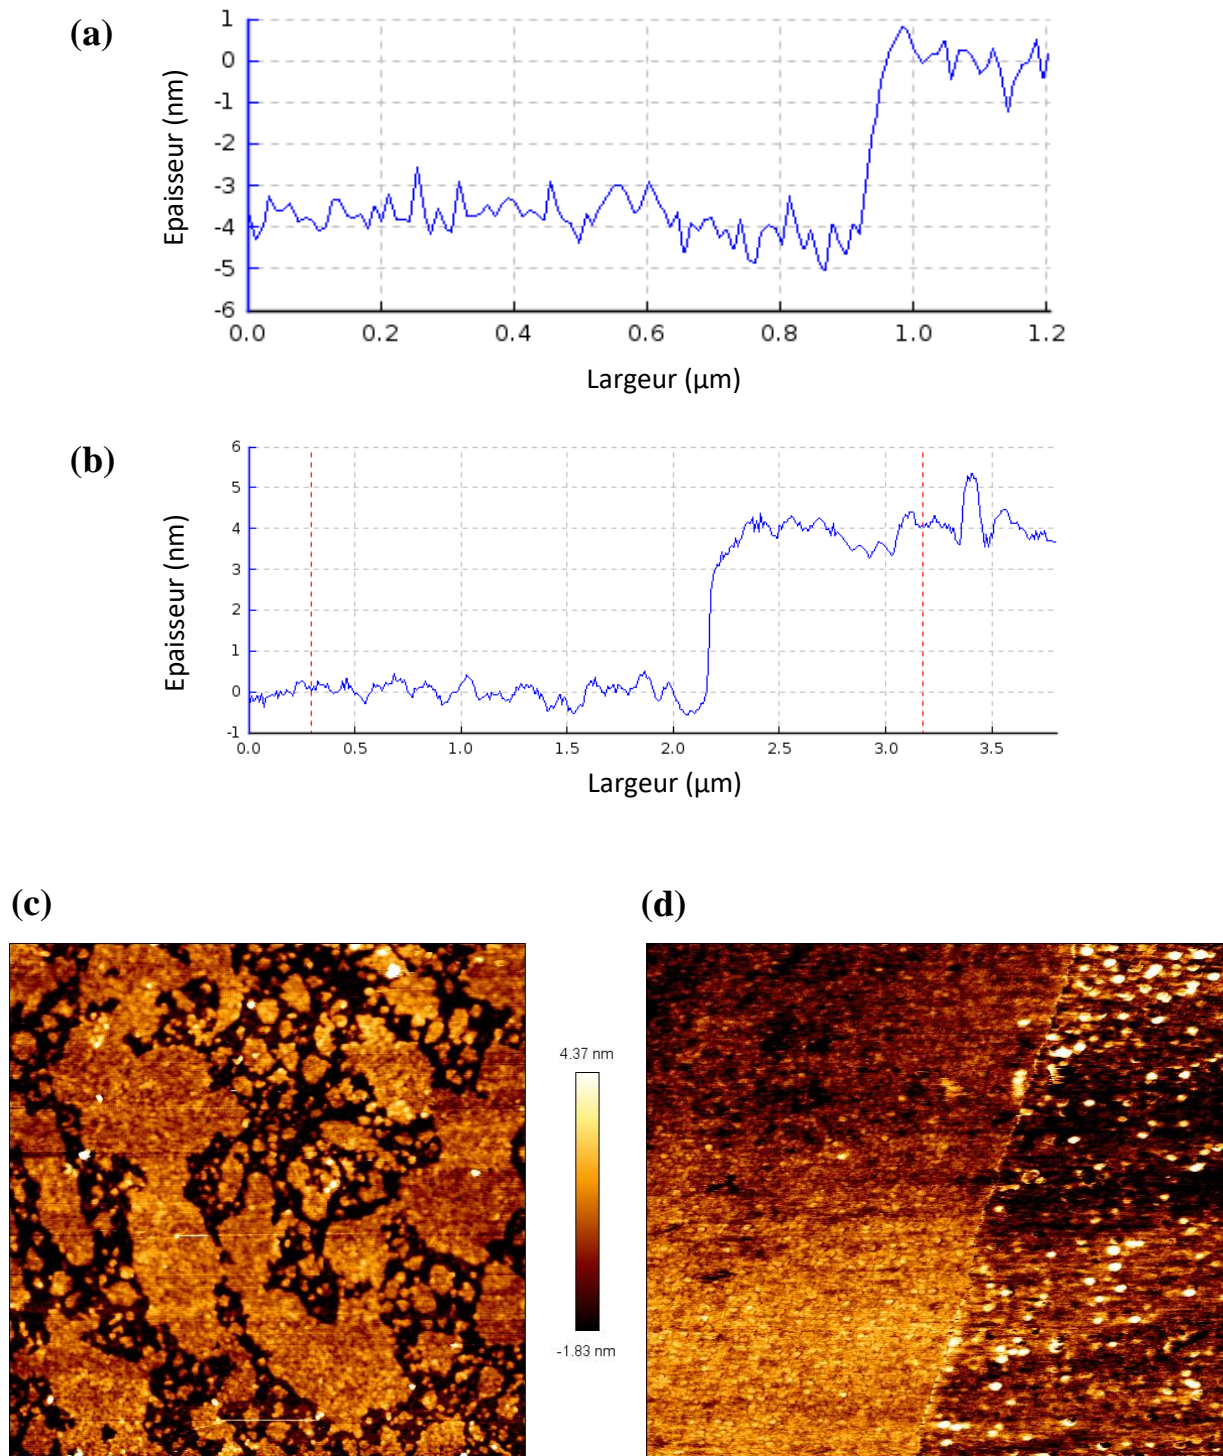 (a)
Epaisseur (nm)
1
0
-1
-2
-3
-4
-5
-6
0.0 0.2 0.4 0.6 0.8 1.0 1.2
Largeur (μm)
(b)
Epaisseur (nm)
6
5
4
3
2
1
0
-1
0.0 0.5 1.0 1.5 2.0 2.5 3.0 3.5
Largeur (μm)
(c) (d)
4.37 nm
-1.83 nm